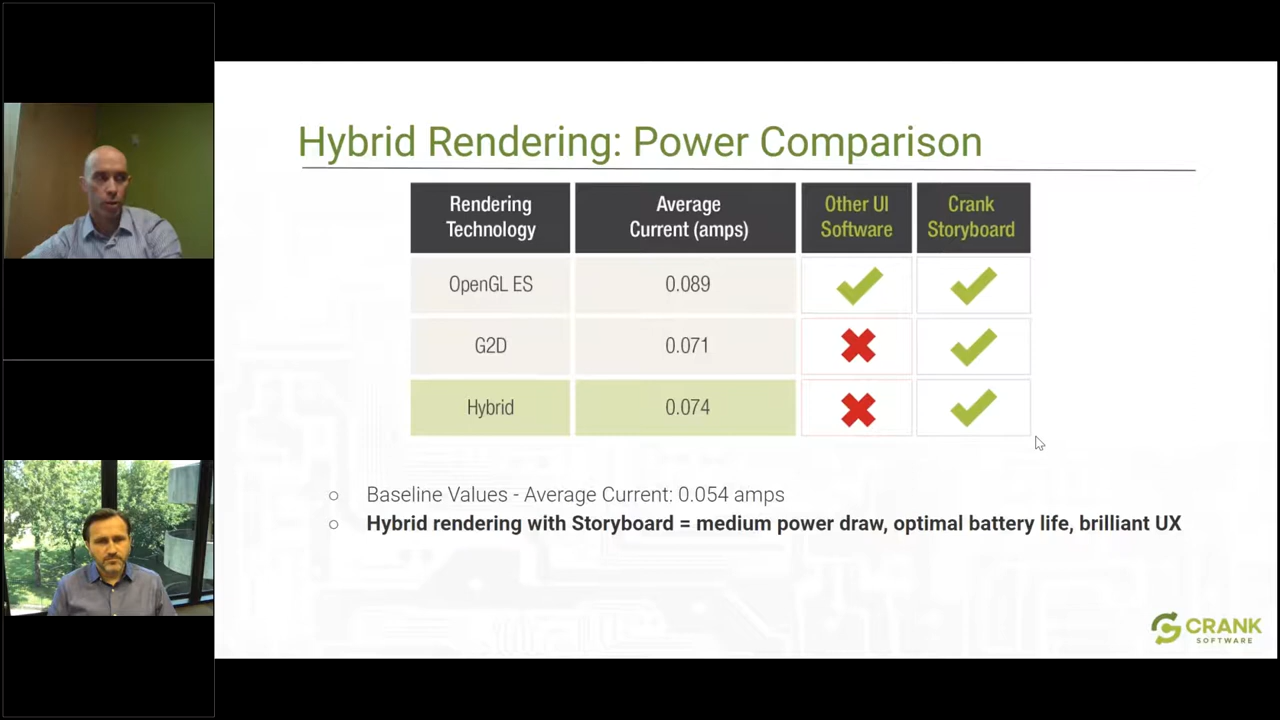 Hybrid Rendering: Power Comparison
Rendering
Technology
Average
Current (amps)
Other UI
Software
Crank
Storyboard
OpenGL ES
0.089
G2D
0.071
Hybrid
0.074
Baseline Values - Average Current: 0.054 amps
Hybrid rendering with Storyboard = medium power draw, optimal battery life, brilliant UX
CRANK
SOFTWARE